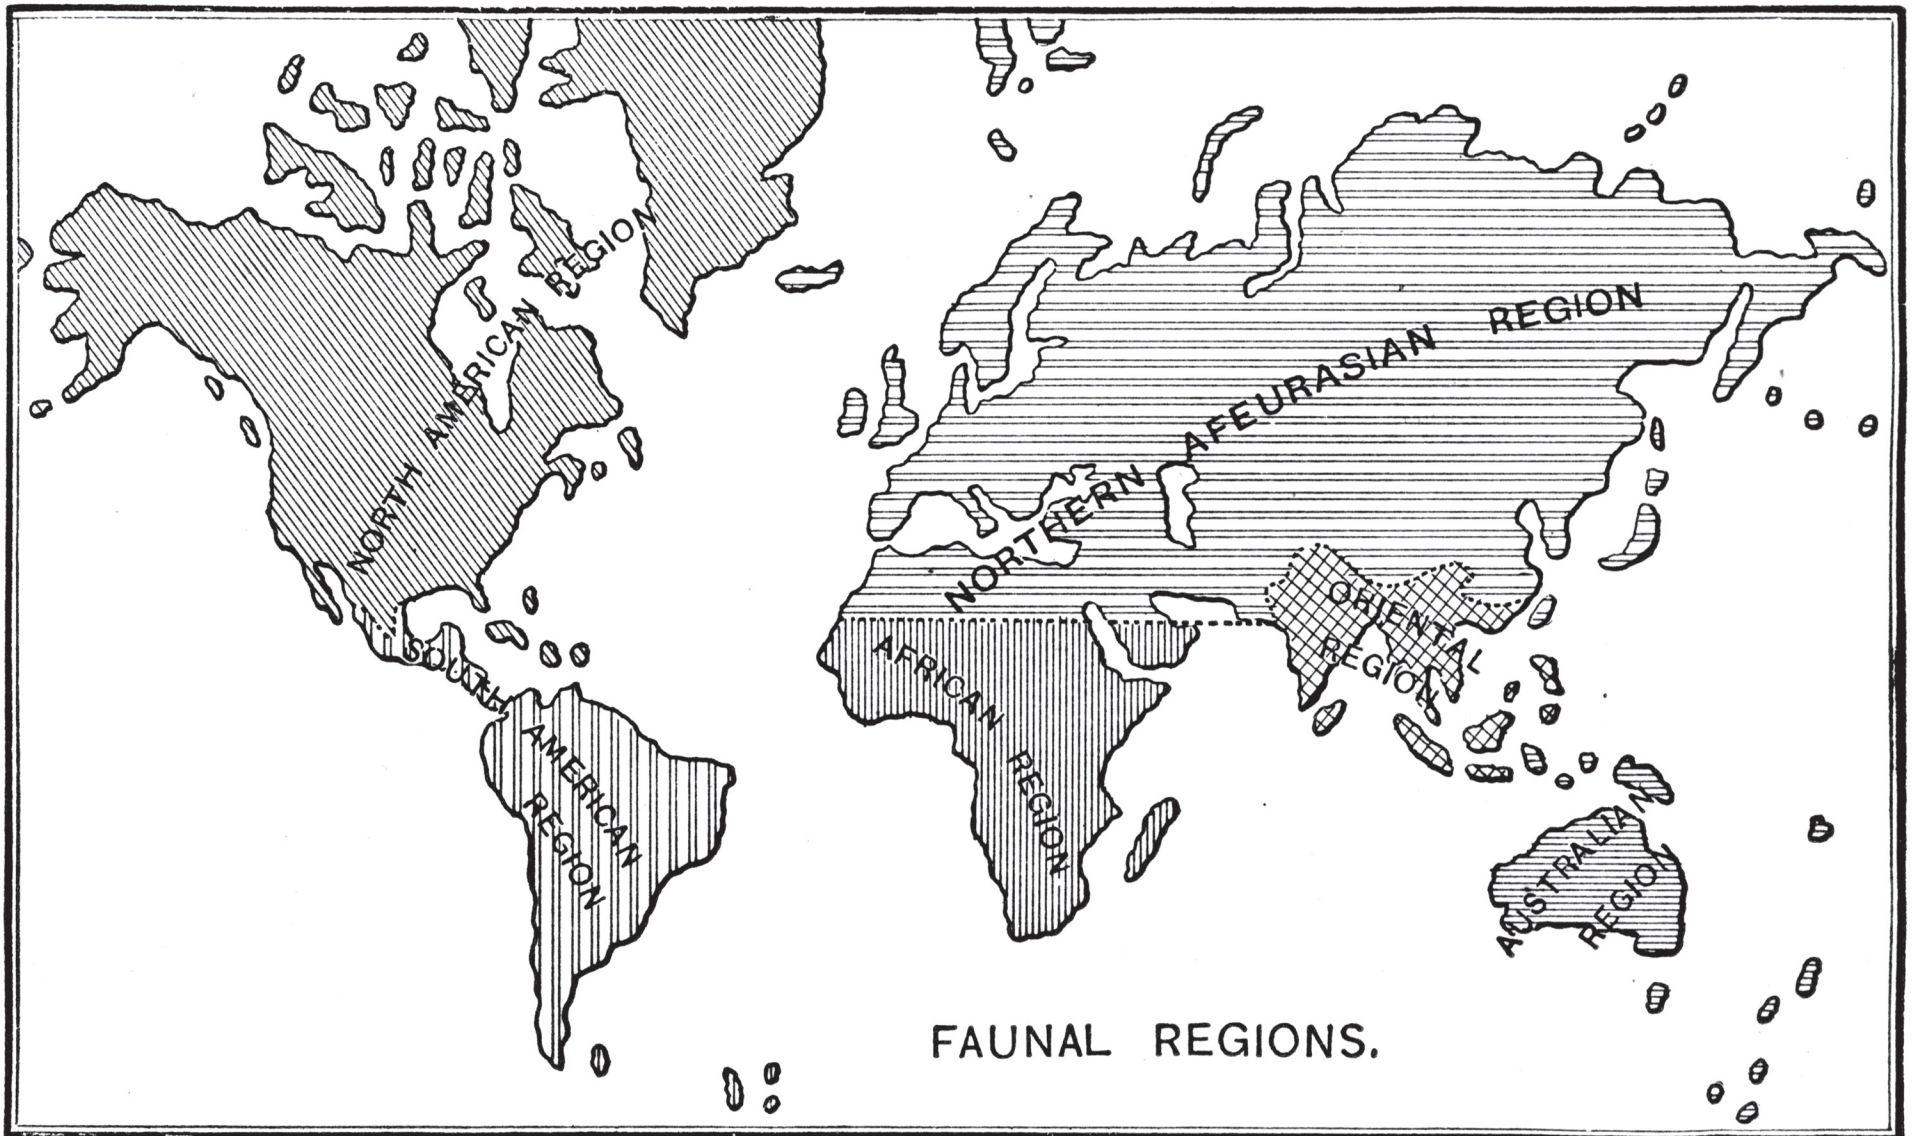 NORTH AMERICAN REGION
NORTHERN AFEURASIAN REGION
ORIENTAL
REGION
AFRICAN REGION
SOUTH
AMERICAN
REGION
AUSTRALIAN
REGION
FAUNAL REGIONS.